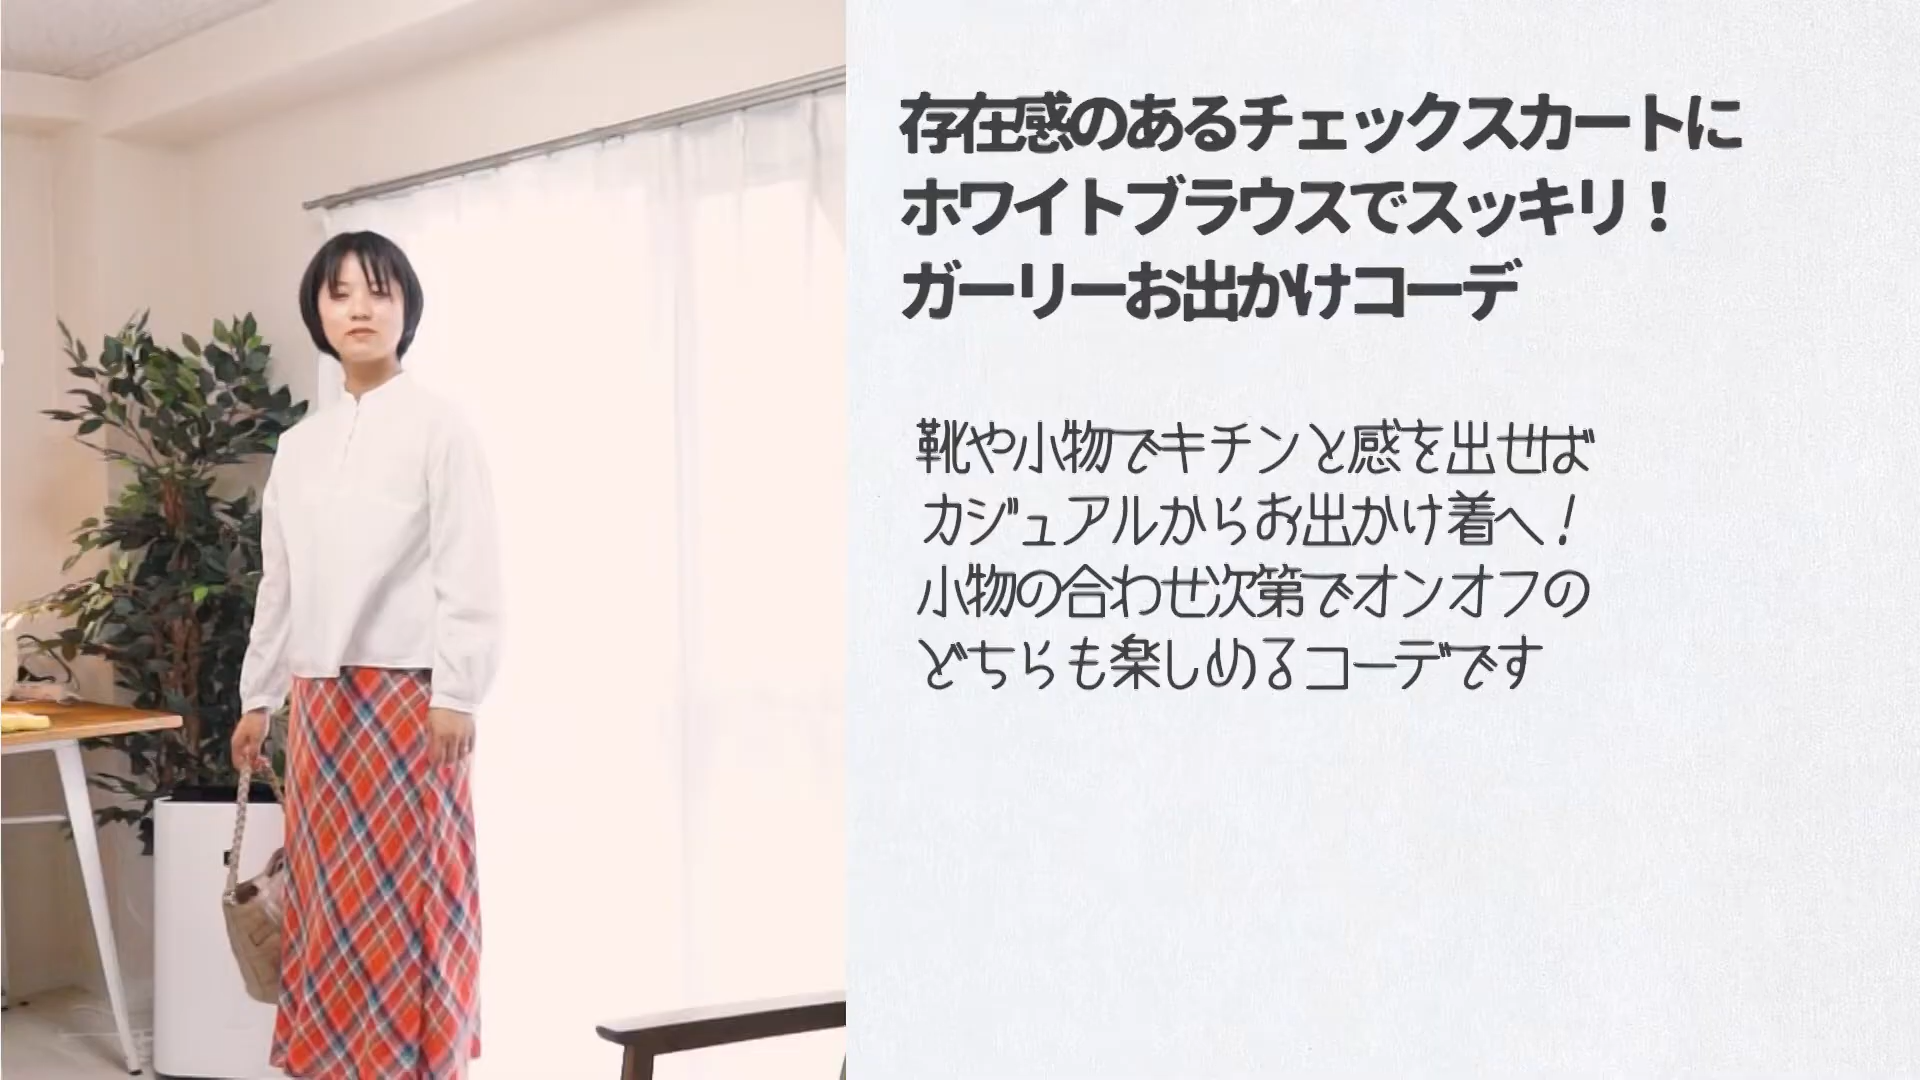 存在感のあるチェックスカートに
ホワイトブラウスでスッキリ！
ガーリーお出かけコーデ
靴や小物でキチンと感を出せば
カジュアルからお出かけ着へ！
小物の合わせ次第でオンオフの
どちらも楽しめるコーデです